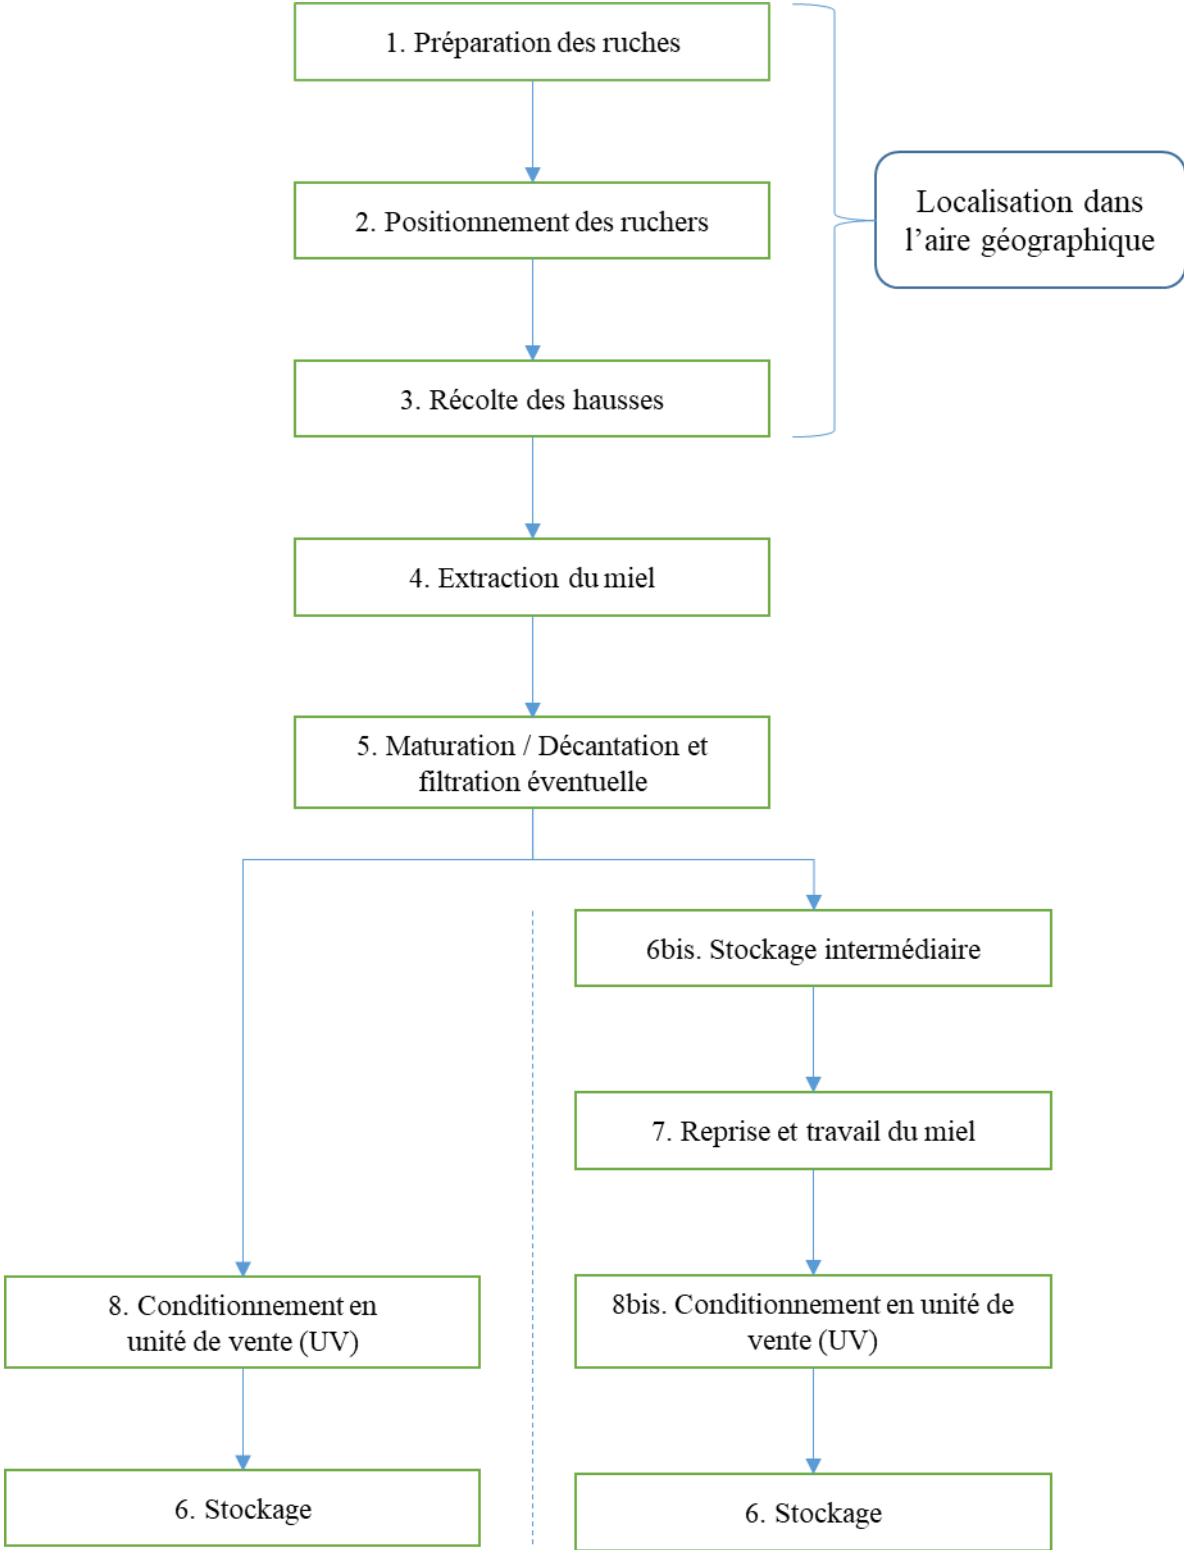 1. Préparation des ruches
2. Positionnement des ruchers
Localisation dans
l’aire géographique
3. Récolte des hausses
4. Extraction du miel
5. Maturation / Décantation et
filtration éventuelle
6bis. Stockage intermédiaire
7. Reprise et travail du miel
8. Conditionnement en
unité de vente (UV)
8bis. Conditionnement en unité de
vente (UV)
6. Stockage
6. Stockage